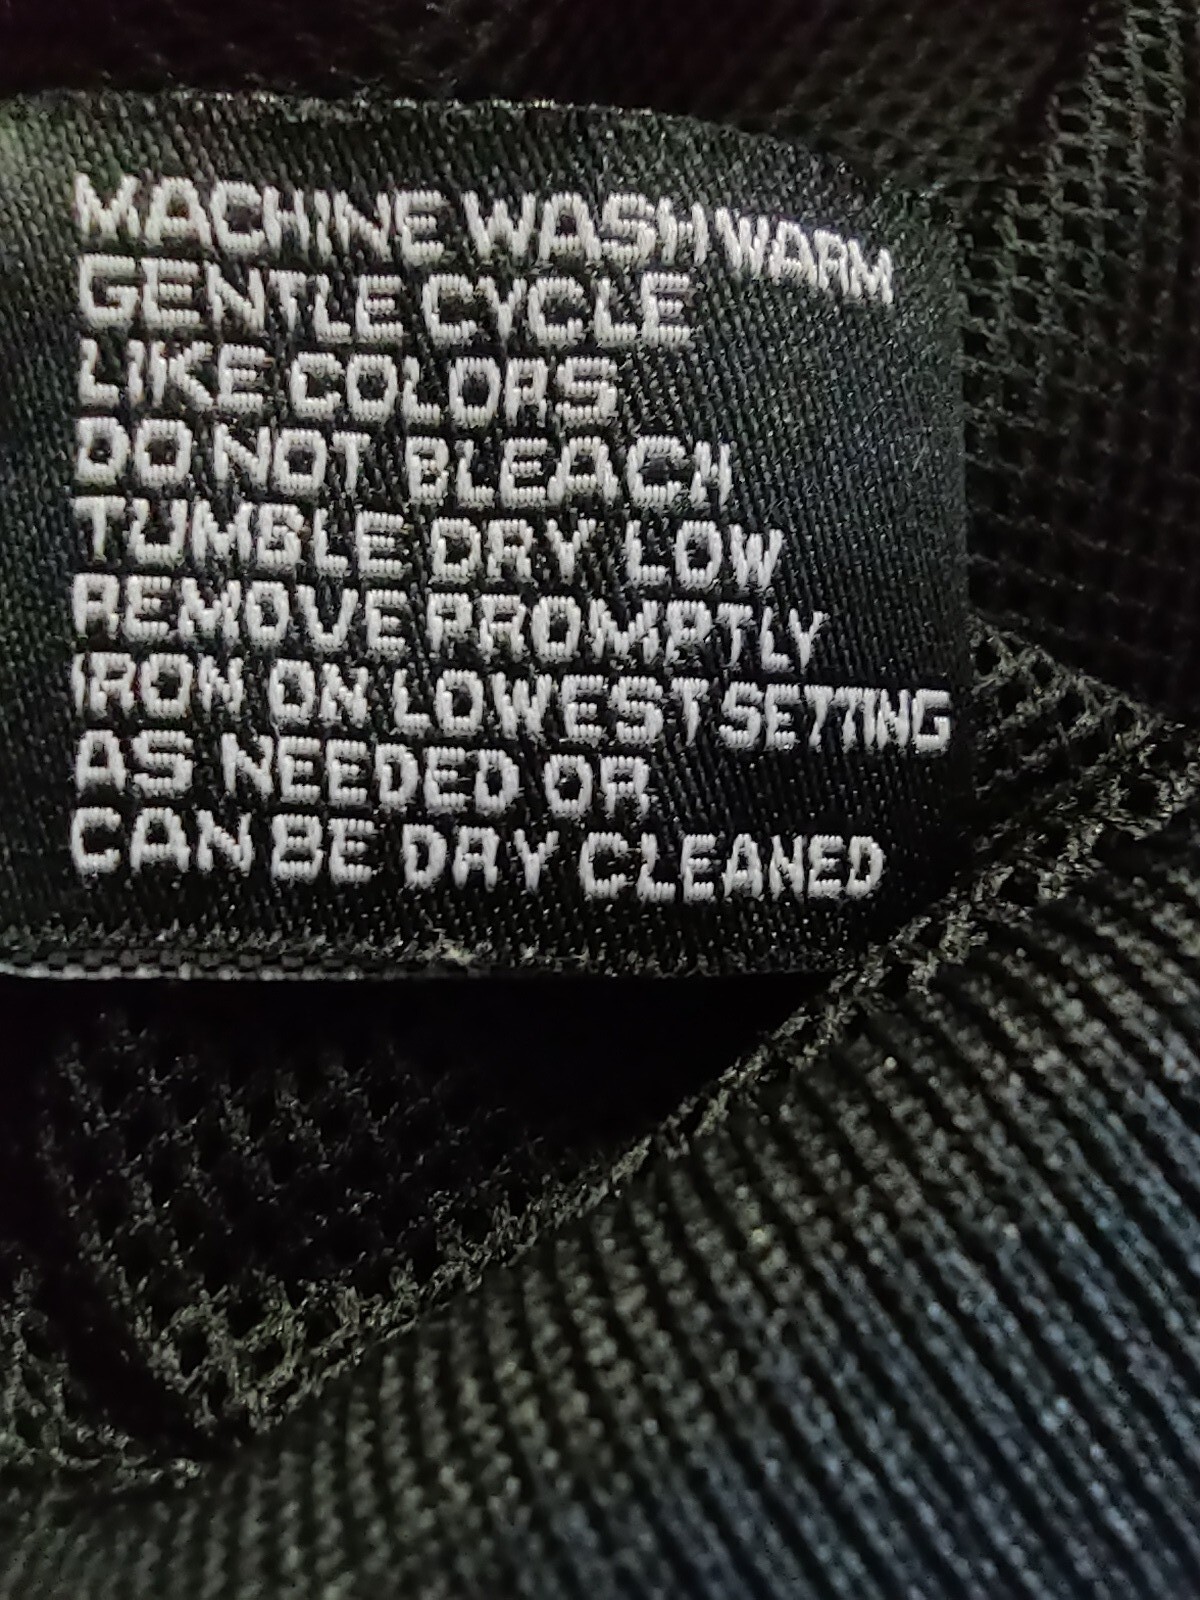 MACHINE WASH WARM
GENTLE CYCLE
LIKE COLORS
DO NOT BLEACH
TUMBLE DRY LOW
REMOVE PROMPTLY
IRON ON LOWEST SETTING
AS NEEDED OR
CAN BE DRY CLEANED